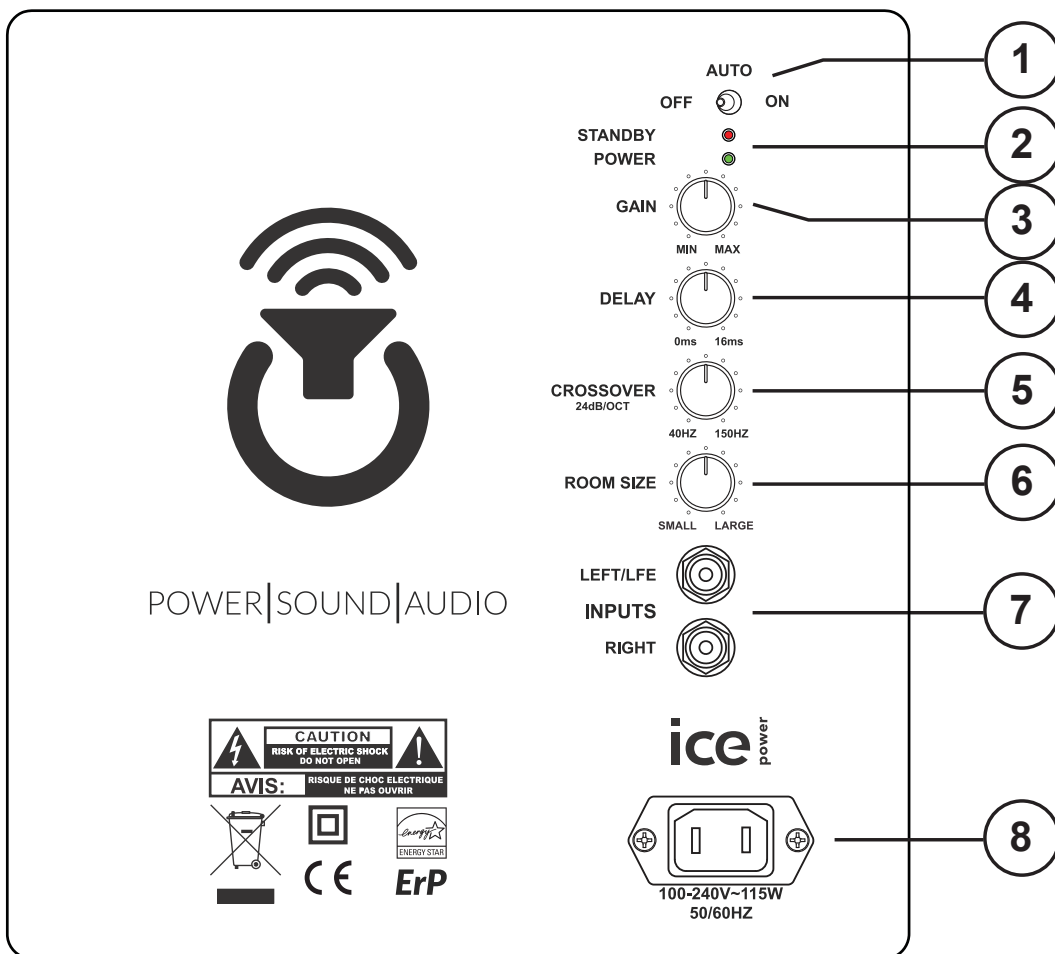 AUTO
OFF ON
1
STANDBY
POWER
2
GAIN
MIN MAX
3
DELAY
0ms 16ms
4
CROSSOVER
24dB/OCT
40HZ 150HZ
5
ROOM SIZE
SMALL LARGE
6
LEFT/LFE
INPUTS
RIGHT
7
POWER|SOUND|AUDIO
ice power
CAUTION
RISK OF ELECTRIC SHOCK
DO NOT OPEN
AVIS:
RISQUE DE CHOC ELECTRIQUE
NE PAS OUVRIR
energy
ENERGY STAR
CE
ErP
100-240V~115W
50/60HZ
8